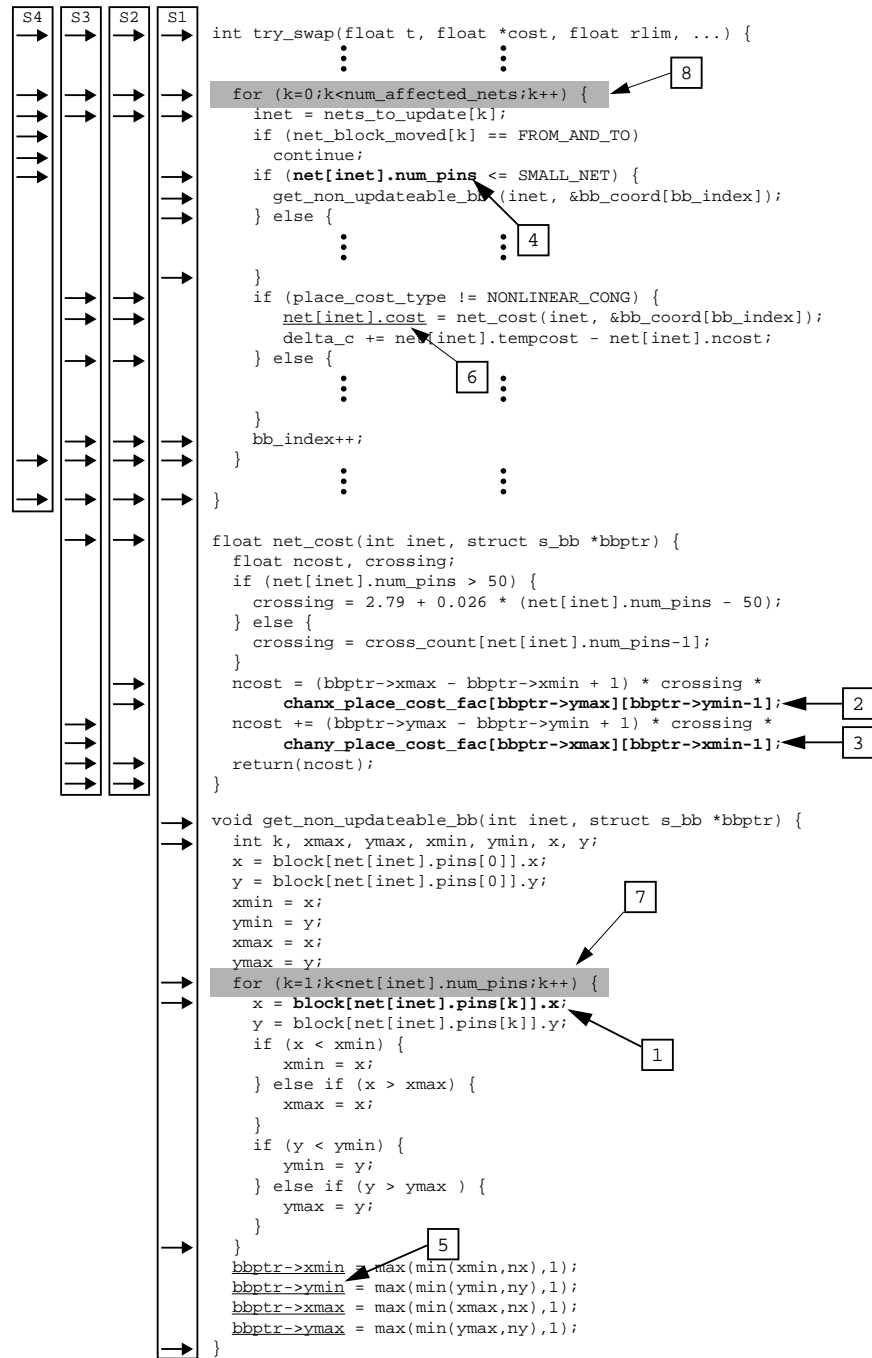 S4 S3 S2 S1
int try_swap(float t, float *cost, float rlim, ...) {
8
for (k=0;k<num_affected_nets;k++) {
inet = nets_to_update[k];
if (net_block_moved[k] == FROM_AND_TO)
continue;
if (net[inet].num_pins <= SMALL_NET) {
get_non_updateable_bb (inet, &bb_coord[bb_index]);
} else {
4
}
if (place_cost_type != NONLINEAR_CONG) {
net[inet].cost = net_cost(inet, &bb_coord[bb_index]);
delta_c += net[inet].tempcost - net[inet].ncost;
} else {
6
}
bb_index++;
}
}
float net_cost(int inet, struct s_bb *bbptr) {
float ncost, crossing;
if (net[inet].num_pins > 50) {
crossing = 2.79 + 0.026 * (net[inet].num_pins - 50);
} else {
crossing = cross_count[net[inet].num_pins-1];
}
ncost = (bbptr->xmax - bbptr->xmin + 1) * crossing *
chanx_place_cost_fac[bbptr->ymax][bbptr->ymin-1]; 2
ncost += (bbptr->ymax - bbptr->ymin + 1) * crossing *
chany_place_cost_fac[bbptr->xmax][bbptr->xmin-1]; 3
return(ncost);
}
void get_non_updateable_bb(int inet, struct s_bb *bbptr) {
int k, xmax, ymax, xmin, ymin, x, y;
x = block[net[inet].pins[0]].x;
y = block[net[inet].pins[0]].y;
xmin = x;
7
ymin = y;
xmax = x;
ymax = y;
for (k=1;k<net[inet].num_pins;k++) {
x = block[net[inet].pins[k]].x;
y = block[net[inet].pins[k]].y;
if (x < xmin) {
1
xmin = x;
} else if (x > xmax) {
xmax = x;
}
if (y < ymin) {
ymin = y;
} else if (y > ymax ) {
ymax = y;
}
}
5
bbptr->xmin = max(min(xmin,nx),1);
bbptr->ymin = max(min(ymin,ny),1);
bbptr->xmax = max(min(xmax,nx),1);
bbptr->ymax = max(min(ymax,ny),1);
}